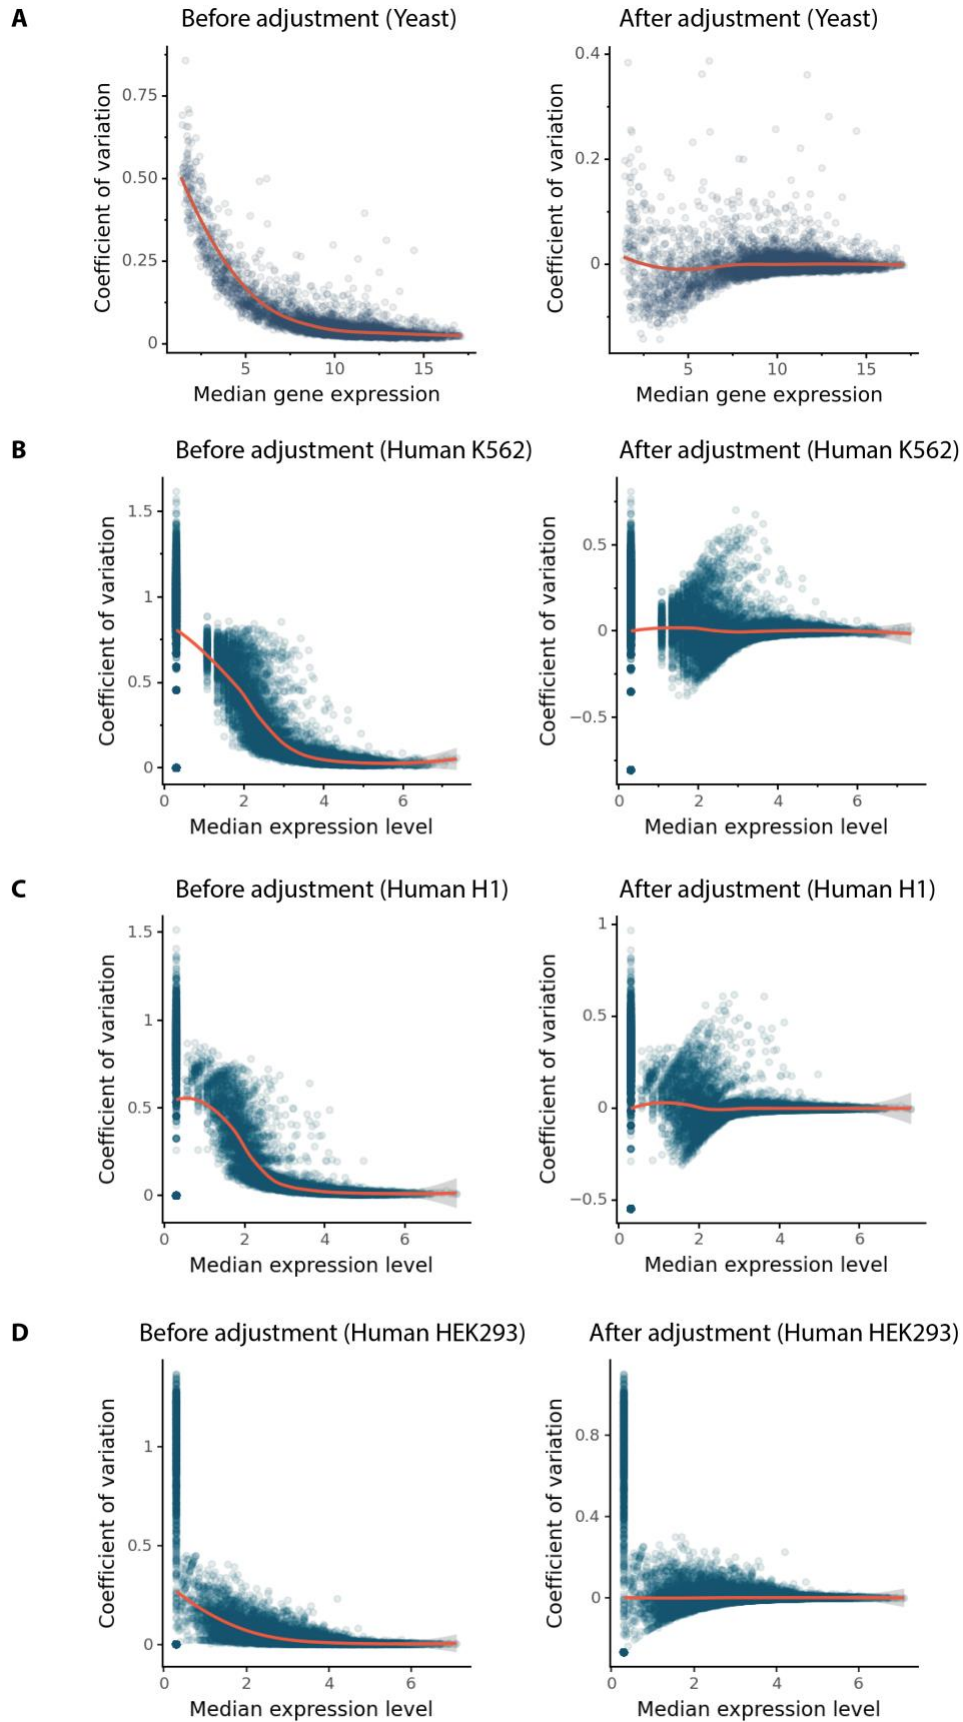 A
Before adjustment (Yeast)
After adjustment (Yeast)
Coefficient of variation
0.75
0.50
0.25
0
5
10
15
Median gene expression
Coefficient of variation
0.4
0.2
0
5
10
15
Median gene expression
B
Before adjustment (Human K562)
After adjustment (Human K562)
Coefficient of variation
1.5
1
0.5
0
0
2
4
6
Median expression level
Coefficient of variation
0.5
0
−0.5
0
2
4
6
Median expression level
C
Before adjustment (Human H1)
After adjustment (Human H1)
Coefficient of variation
1.5
1
0.5
0
0
2
4
6
Median expression level
Coefficient of variation
1
0.5
0
−0.5
0
2
4
6
Median expression level
D
Before adjustment (Human HEK293)
After adjustment (Human HEK293)
Coefficient of variation
1
0.5
0
0
2
4
6
Median expression level
Coefficient of variation
0.8
0.4
0
0
2
4
6
Median expression level